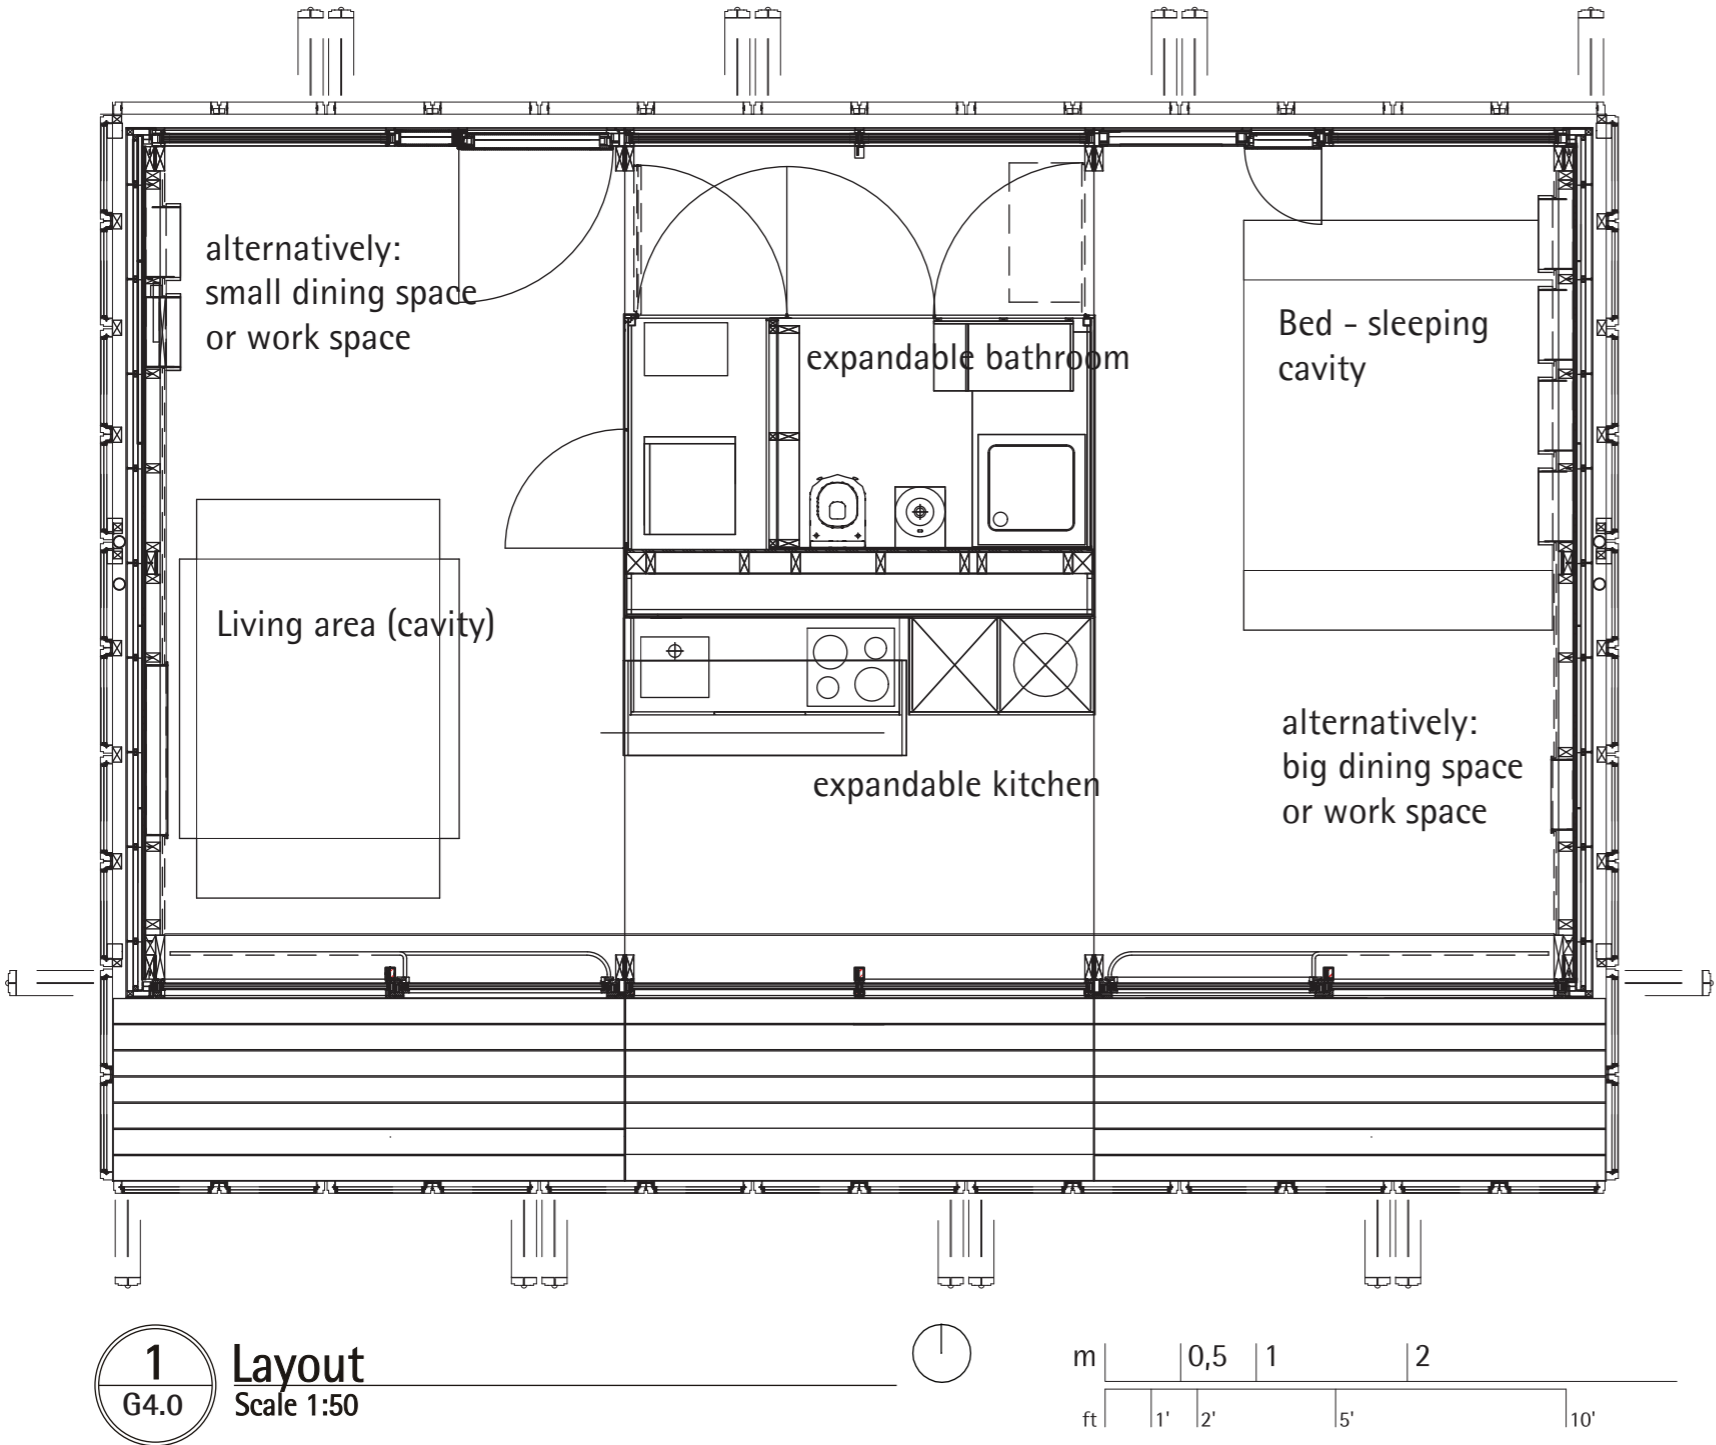 alternatively:
small dining space
or work space
expandable bathroom
Bed - sleeping
cavity
Living area (cavity)
alternatively:
big dining space
or work space
expandable kitchen
1
G4.0
Layout
Scale 1:50
m 0,5 1 2
ft 1' 2' 5' 10'